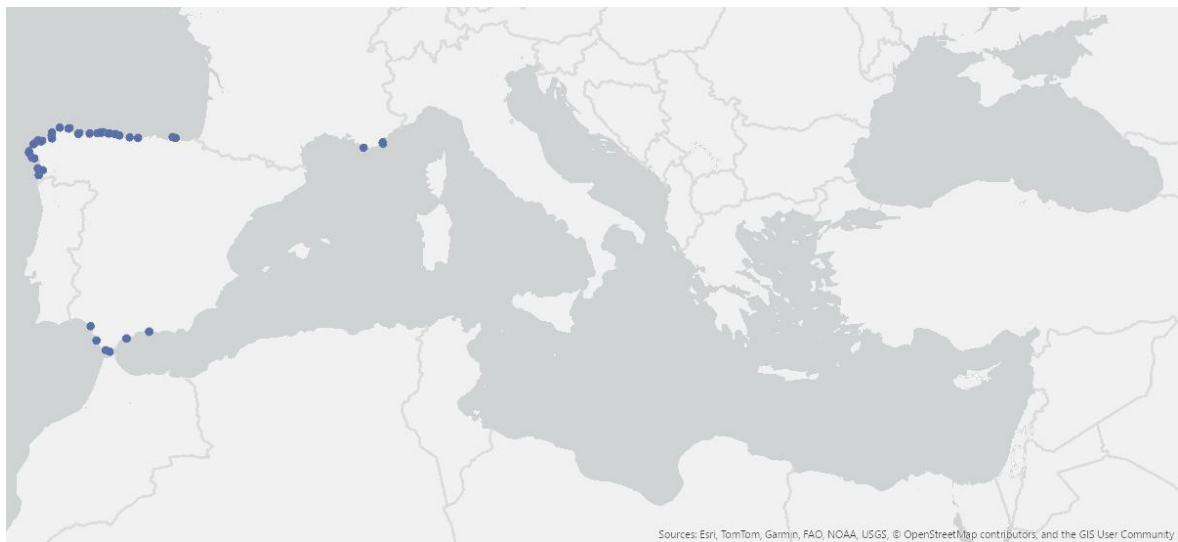 Sources: Esri, TomTom, Garmin, FAO, NOAA, USGS, © OpenStreetMap contributors, and the GIS User Community